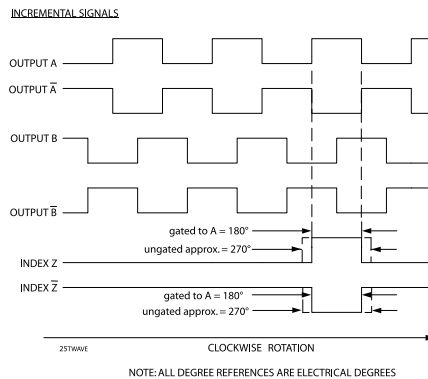 INCREMENTAL SIGNALS
OUTPUT A
OUTPUT A̅
OUTPUT B
OUTPUT B̅
gated to A = 180°
ungated approx. = 270°
INDEX Z
INDEX Z̅
gated to A = 180°
ungated approx. = 270°
25TWAVE CLOCKWISE ROTATION
NOTE: ALL DEGREE REFERENCES ARE ELECTRICAL DEGREES